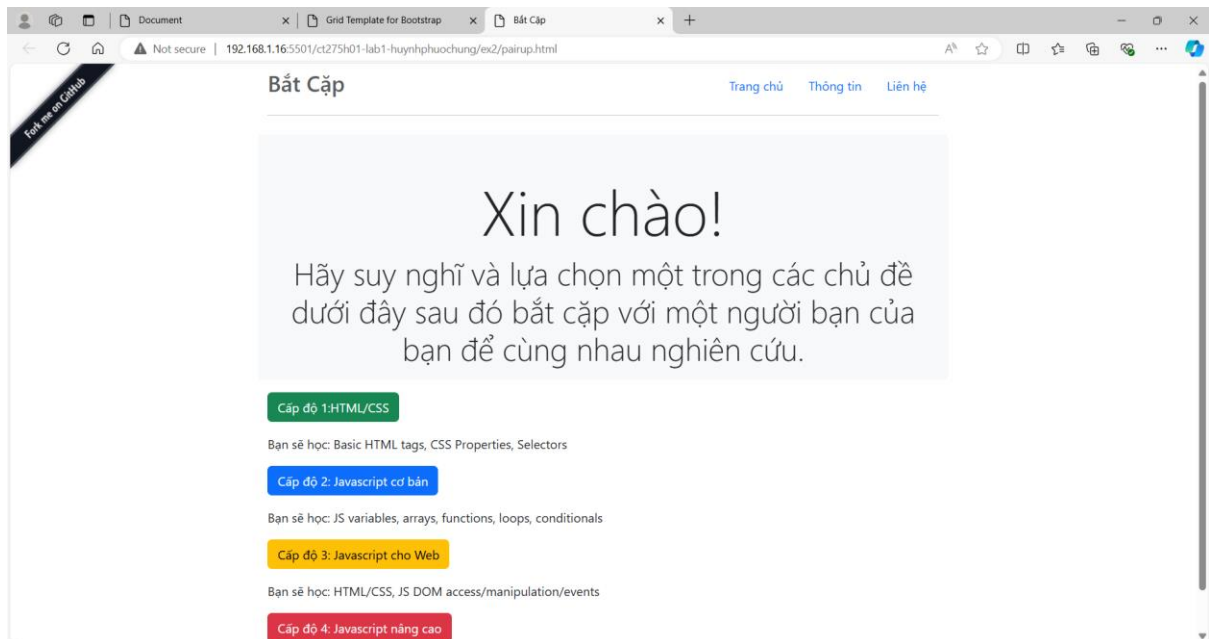 Document
Grid Template for Bootstrap
Bắt Cặp
Not secure
192.168.1.16:5501/ct275h01-lab1-huynhphuochung/ex2/pairup.html
Fork me on GitHub
Bắt Cặp
Trang chủ Thông tin Liên hệ
Xin chào!
Hãy suy nghĩ và lựa chọn một trong các chủ đề
dưới đây sau đó bắt cặp với một người bạn của
bạn để cùng nhau nghiên cứu.
Cấp độ 1:HTML/CSS
Bạn sẽ học: Basic HTML tags, CSS Properties, Selectors
Cấp độ 2: Javascript cơ bản
Bạn sẽ học: JS variables, arrays, functions, loops, conditionals
Cấp độ 3: Javascript cho Web
Bạn sẽ học: HTML/CSS, JS DOM access/manipulation/events
Cấp độ 4: Javascript nâng cao